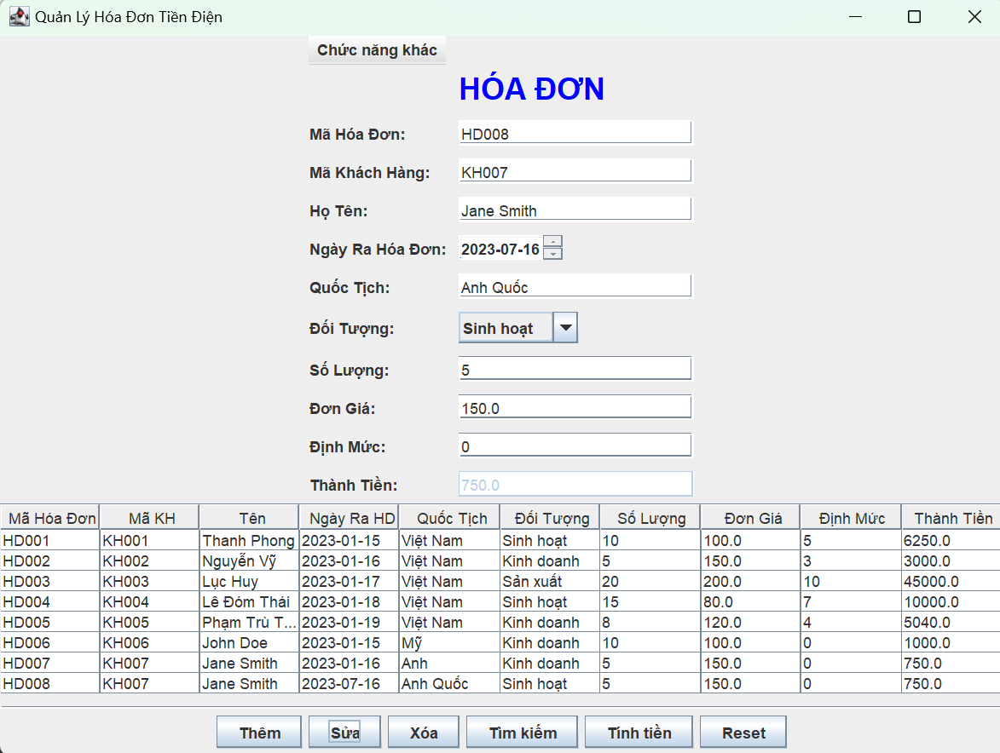 Quản Lý Hóa Đơn Tiền Điện
Chức năng khác
HÓA ĐƠN
Mã Hóa Đơn: HD008
Mã Khách Hàng: KH007
Họ Tên: Jane Smith
Ngày Ra Hóa Đơn: 2023-07-16
Quốc Tịch: Anh Quốc
Đối Tượng: Sinh hoạt
Số Lượng: 5
Đơn Giá: 150.0
Định Mức: 0
Thành Tiền: 750.0
Mã Hóa Đơn Mã KH Tên Ngày Ra HD Quốc Tịch Đối Tượng Số Lượng Đơn Giá Định Mức Thành Tiền
HD001 KH001 Thanh Phong 2023-01-15 Việt Nam Sinh hoạt 10 100.0 5 6250.0
HD002 KH002 Nguyễn Vỹ 2023-01-16 Việt Nam Kinh doanh 5 150.0 3 3000.0
HD003 KH003 Lục Huy 2023-01-17 Việt Nam Sản xuất 20 200.0 10 45000.0
HD004 KH004 Lê Đóm Thái 2023-01-18 Việt Nam Sinh hoạt 15 80.0 7 10000.0
HD005 KH005 Phạm Trù T... 2023-01-19 Việt Nam Kinh doanh 8 120.0 4 5040.0
HD006 KH006 John Doe 2023-01-15 Mỹ Kinh doanh 10 100.0 0 1000.0
HD007 KH007 Jane Smith 2023-01-16 Anh Kinh doanh 5 150.0 0 750.0
HD008 KH007 Jane Smith 2023-07-16 Anh Quốc Sinh hoạt 5 150.0 0 750.0
Thêm Sửa Xóa Tìm kiếm Tính tiền Reset